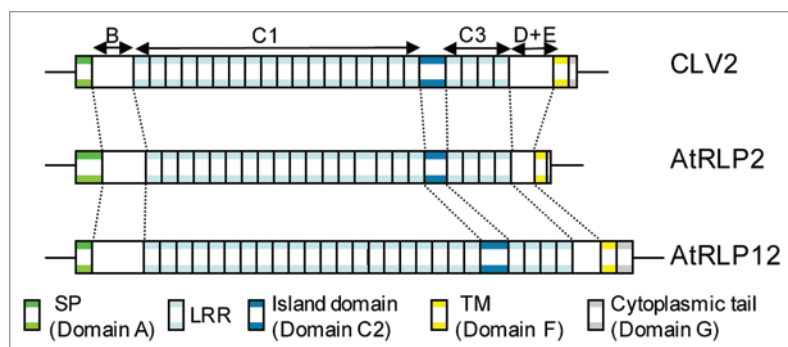 B C1 C3 D+E
CLV2
AtRLP2
AtRLP12
SP LRR Island domain TM Cytoplasmic tail
(Domain A) (Domain C2) (Domain F) (Domain G)